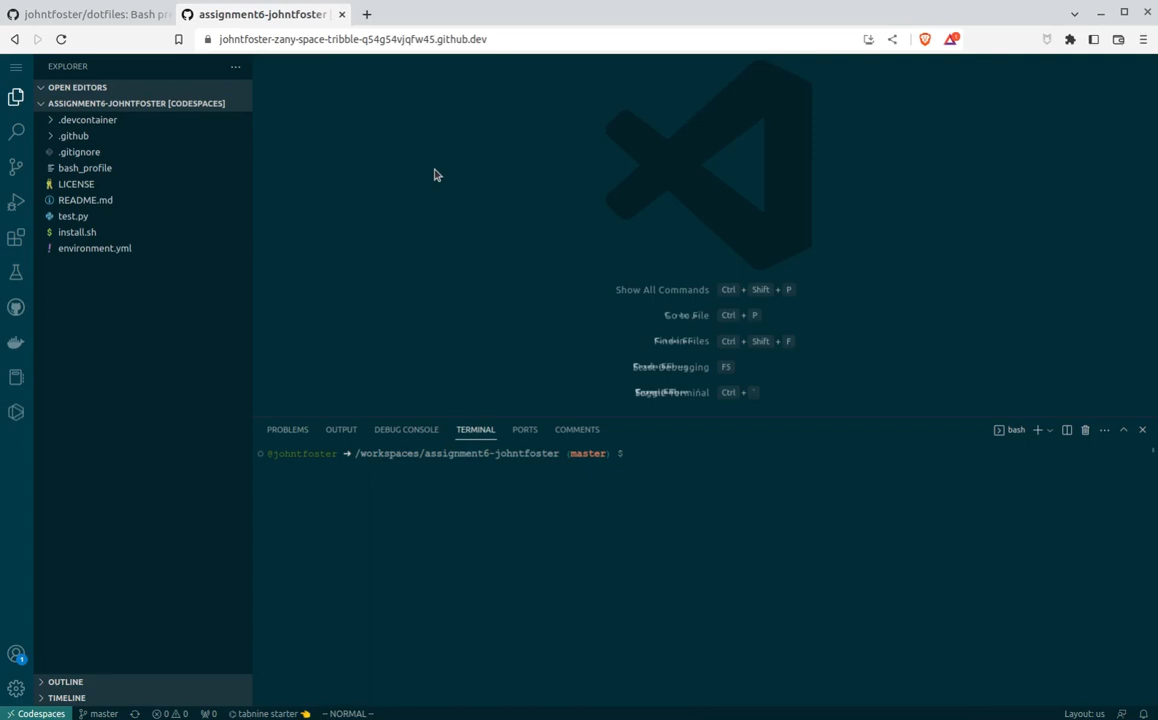 johntfoster/dotfiles: Bash pr
assignment6-johntfoster
johntfoster-zany-space-tribble-q54g54vjqfw45.github.dev
1
EXPLORER
OPEN EDITORS
ASSIGNMENT6-JOHNTFOSTER [CODESPACES]
.devcontainer
.github
.gitignore
bash_profile
LICENSE
README.md
test.py
$ install.sh
! environment.yml
Show All Commands Ctrl + Shift + P
Go to File Ctrl + P
Find in Files Ctrl + Shift + F
Start Debugging F5
Terminal Ctrl + `
PROBLEMS OUTPUT DEBUG CONSOLE TERMINAL PORTS COMMENTS
bash
@johntfoster ➜ /workspaces/assignment6-johntfoster (master) $
1
OUTLINE
TIMELINE
Codespaces master 0 0 0 tabnine starter 👈 -- NORMAL -- Layout: us